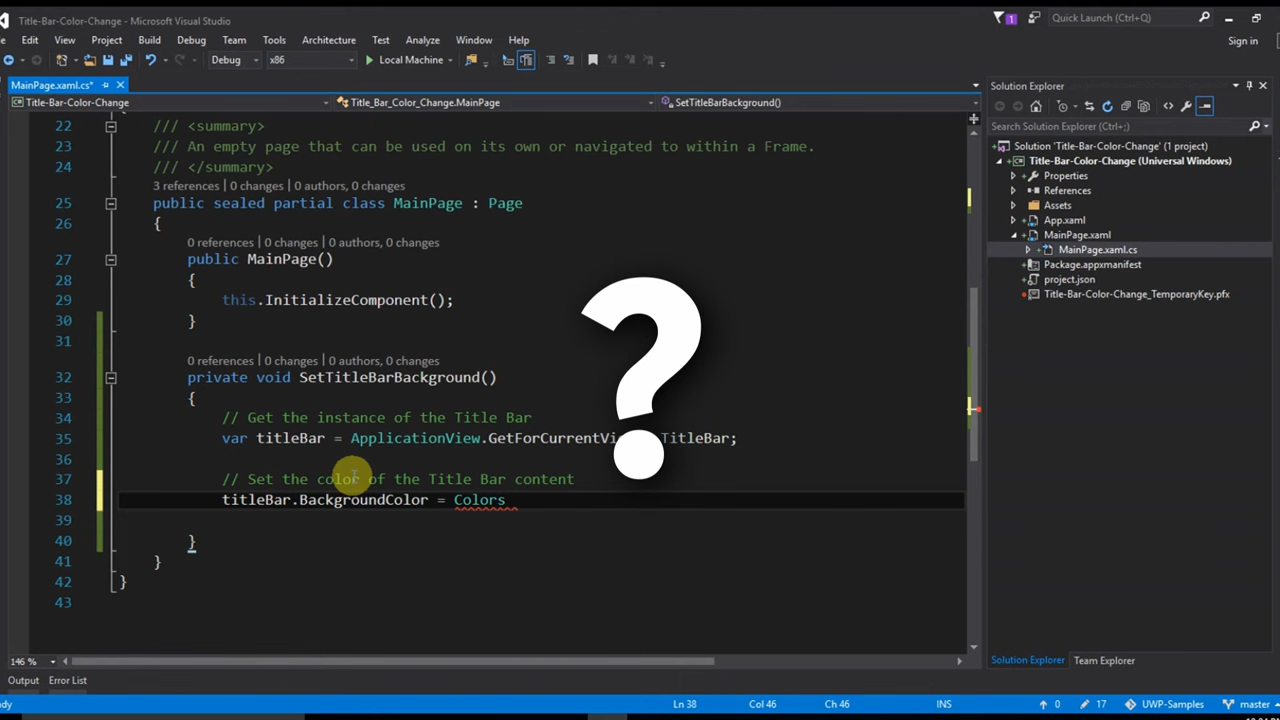 Title-Bar-Color-Change - Microsoft Visual Studio
1
Quick Launch (Ctrl+Q)
Edit View Project Build Debug Team Tools Architecture Test Analyze Window Help
Sign in
Debug x86 Local Machine
MainPage.xaml.cs*
Title-Bar-Color-Change Title_Bar_Color_Change.MainPage SetTitleBarBackground()
22 /// <summary>
23 /// An empty page that can be used on its own or navigated to within a Frame.
24 /// </summary>
3 references | 0 changes | 0 authors, 0 changes
25 public sealed partial class MainPage : Page
26 {
0 references | 0 changes | 0 authors, 0 changes
27 public MainPage()
28 {
29 this.InitializeComponent();
30 }
31
0 references | 0 changes | 0 authors, 0 changes
32 private void SetTitleBarBackground()
33 {
34 // Get the instance of the Title Bar
35 var titleBar = ApplicationView.GetForCurrentVi TitleBar;
36
37 // Set the color of the Title Bar content
38 titleBar.BackgroundColor = Colors
39
40 }
41 }
42 }
43
?
146 %
Output Error List
Solution Explorer
Search Solution Explorer (Ctrl+;)
Solution 'Title-Bar-Color-Change' (1 project)
Title-Bar-Color-Change (Universal Windows)
Properties
References
Assets
App.xaml
MainPage.xaml
MainPage.xaml.cs
Package.appxmanifest
project.json
Title-Bar-Color-Change_TemporaryKey.pfx
Solution Explorer Team Explorer
Ln 38 Col 46 Ch 46 INS 0 17 UWP-Samples master